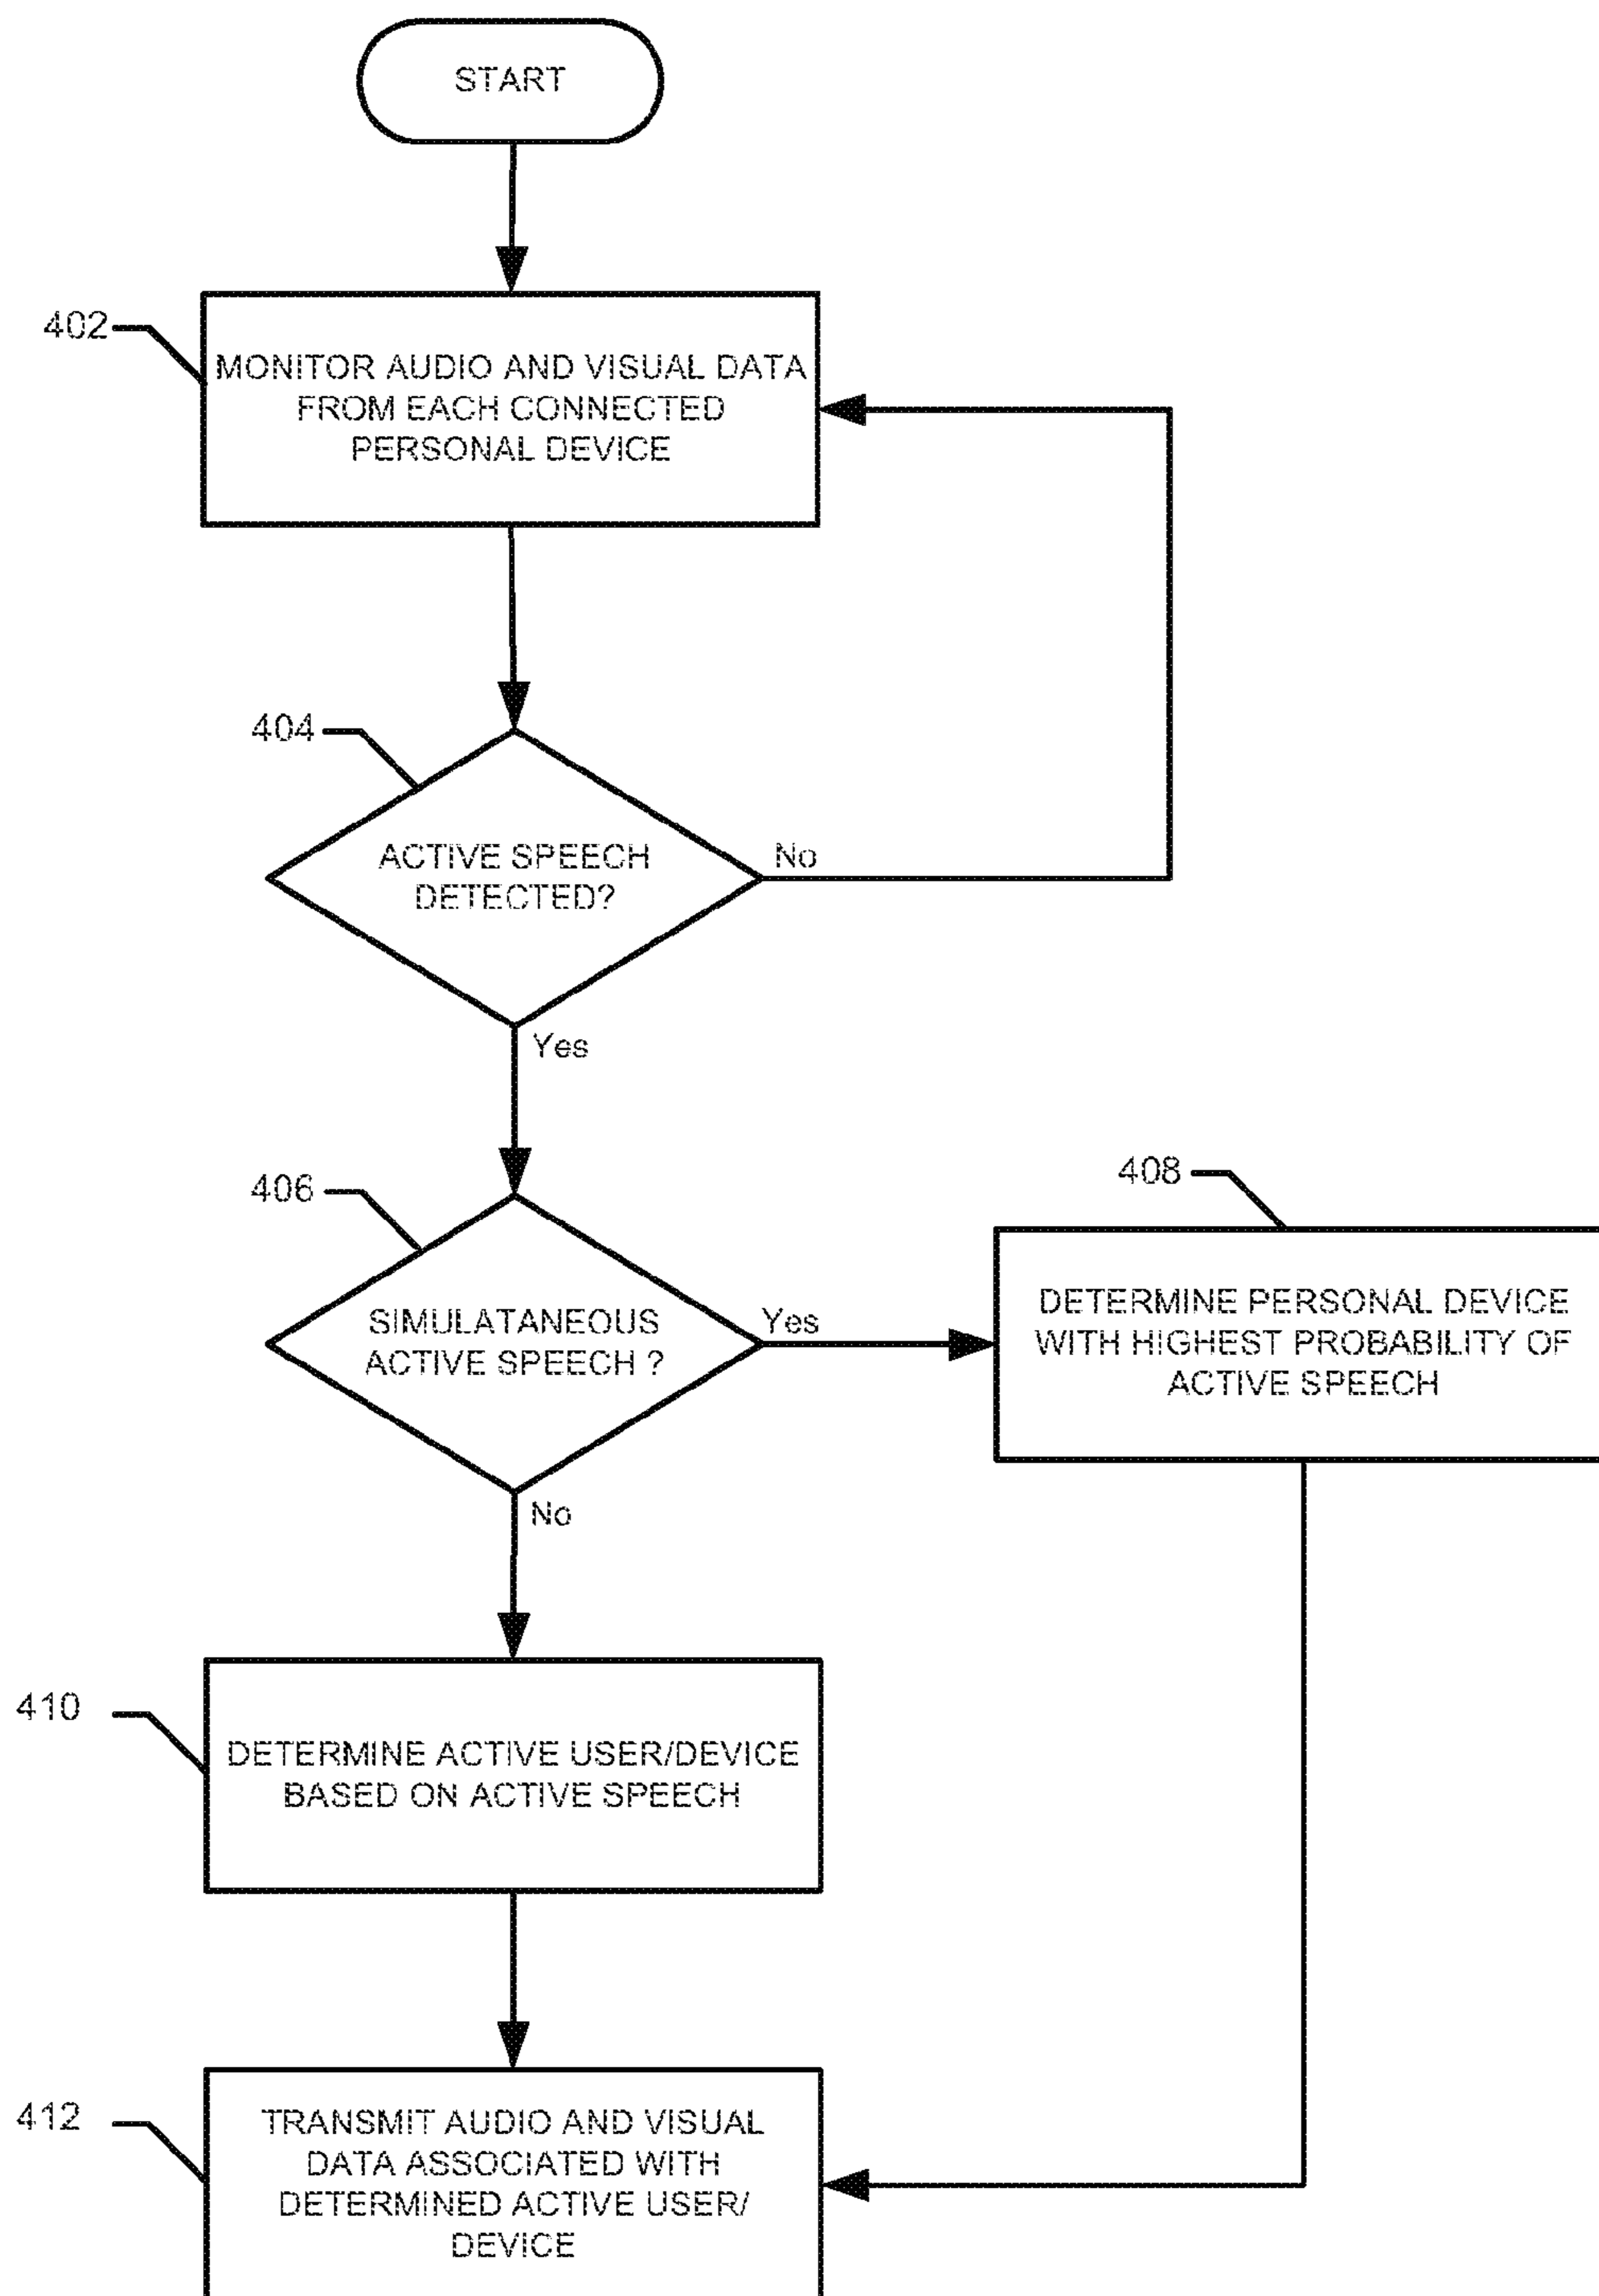 START
402
MONITOR AUDIO AND VISUAL DATA
FROM EACH CONNECTED
PERSONAL DEVICE
404
ACTIVE SPEECH
DETECTED?
No
Yes
406
SIMULATANEOUS
ACTIVE SPEECH ?
Yes
408
DETERMINE PERSONAL DEVICE
WITH HIGHEST PROBABILITY OF
ACTIVE SPEECH
No
410
DETERMINE ACTIVE USER/DEVICE
BASED ON ACTIVE SPEECH
412
TRANSMIT AUDIO AND VISUAL
DATA ASSOCIATED WITH
DETERMINED ACTIVE USER/
DEVICE